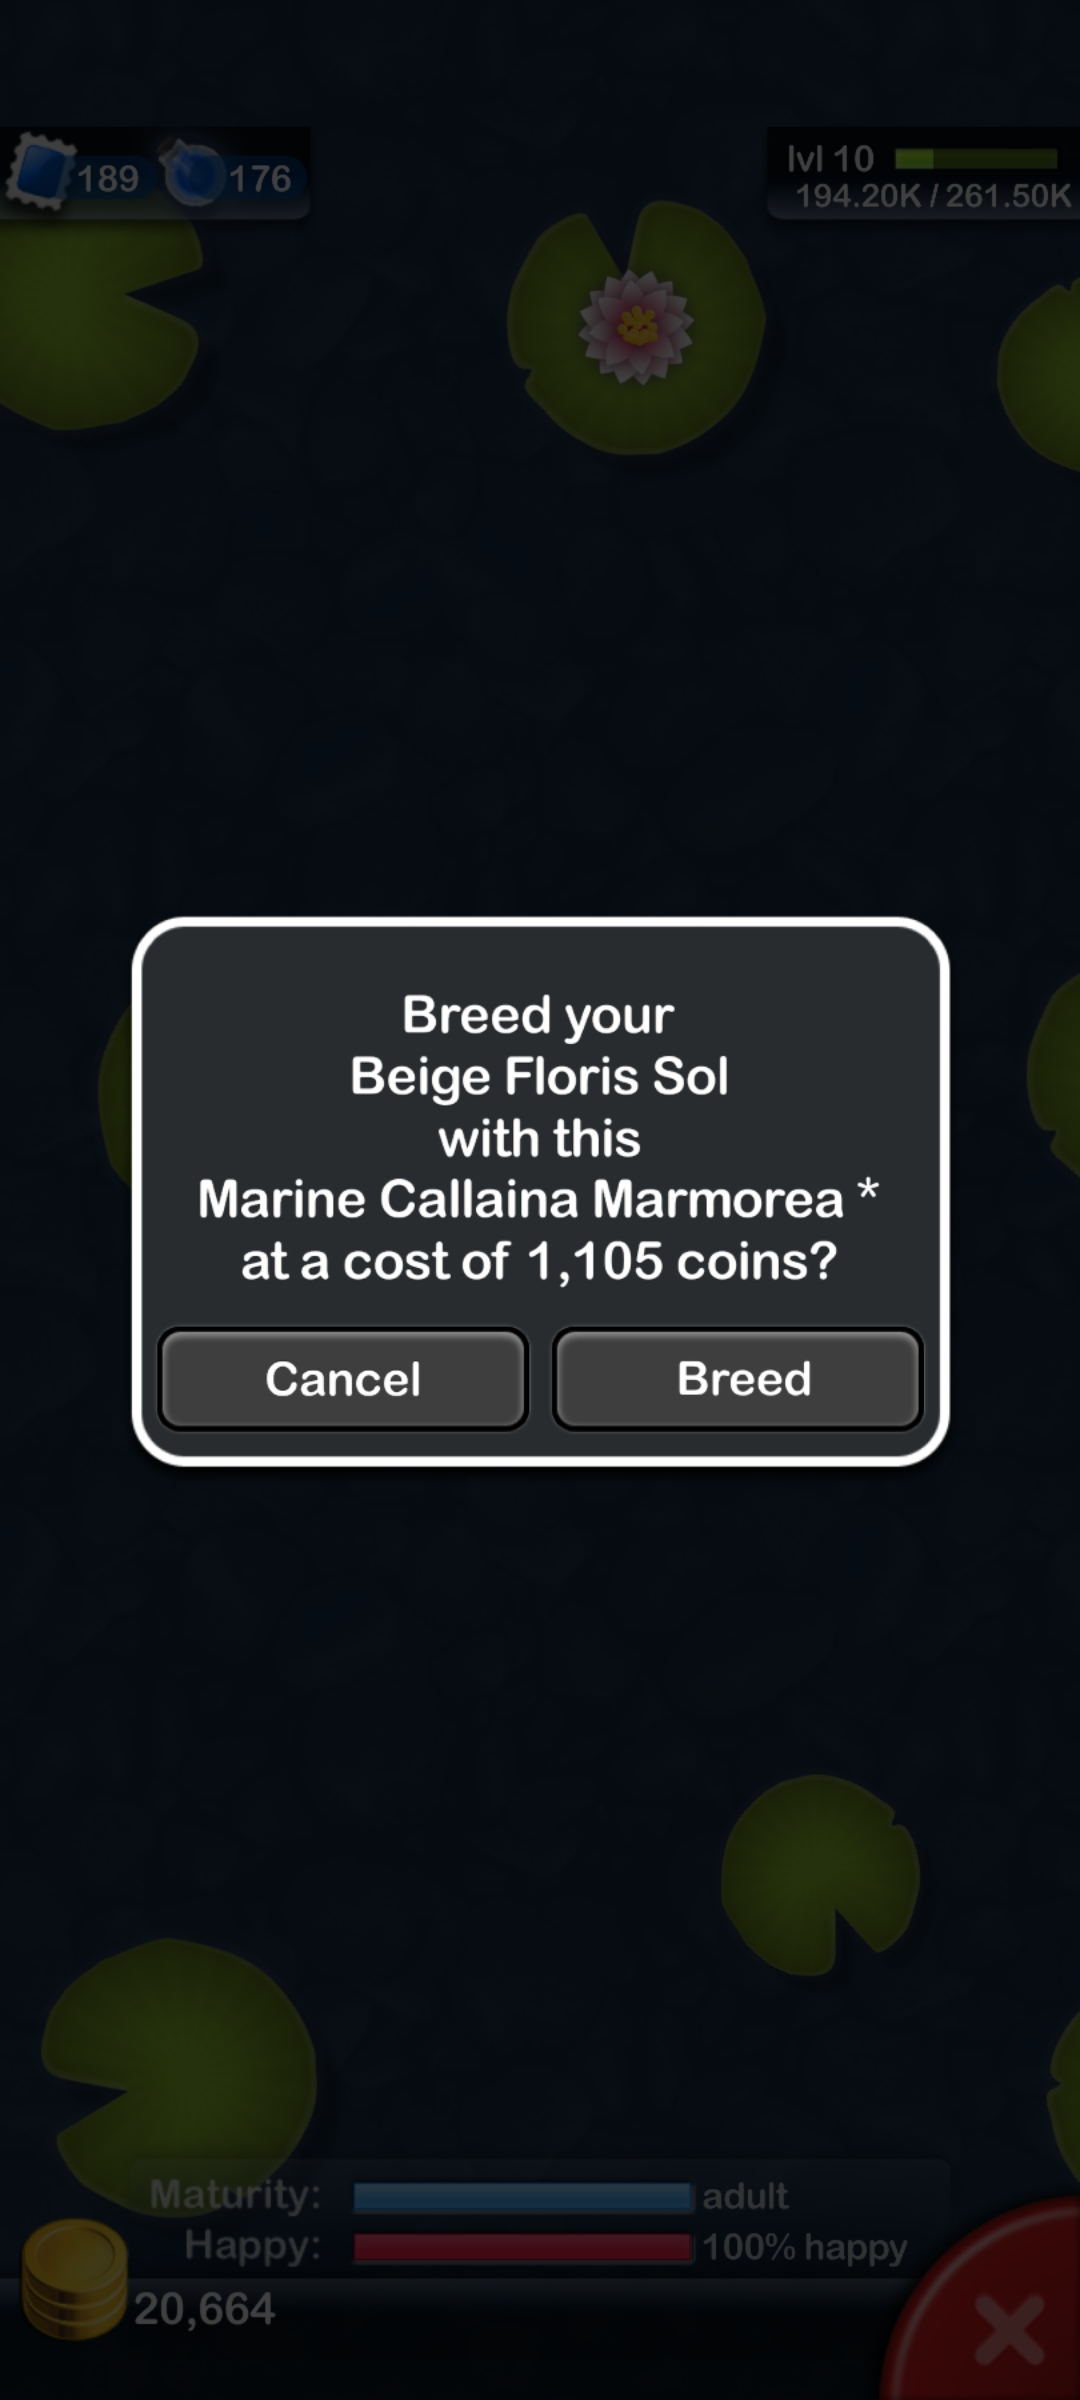 189 176
lvl 10
194.20K / 261.50K
Breed your
Beige Floris Sol
with this
Marine Callaina Marmorea *
at a cost of 1,105 coins?
Cancel Breed
Maturity: adult
Happy: 100% happy
20,664